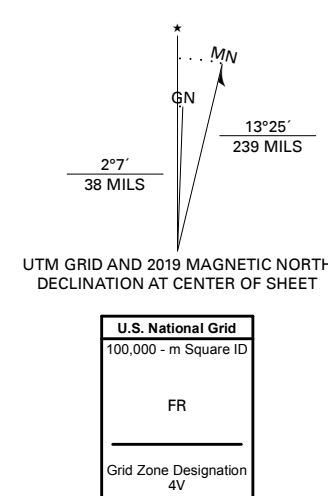 ★
MN
GN
13°25´
239 MILS
2°7´
38 MILS
UTM GRID AND 2019 MAGNETIC NORTH
DECLINATION AT CENTER OF SHEET
U.S. National Grid
100,000 - m Square ID
FR
Grid Zone Designation
4V